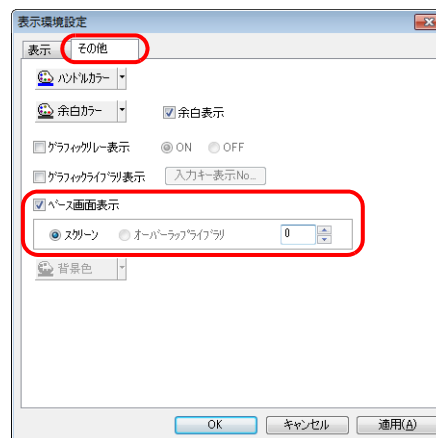 表示環境設定
表示 その他
ﾊﾝﾄﾞﾙｶﾗｰ
余白ｶﾗｰ 余白表示
ｸﾞﾗﾌｨｯｸﾘﾚｰ表示 ON OFF
ｸﾞﾗﾌｨｯｸﾗｲﾌﾞﾗﾘ表示 入力ｷｰ表示No...
ﾍﾞｰｽ画面表示
ｽｸﾘｰﾝ ｵｰﾊﾞｰﾗｯﾌﾟﾗｲﾌﾞﾗﾘ 0
背景色
OK ｷｬﾝｾﾙ 適用(A)